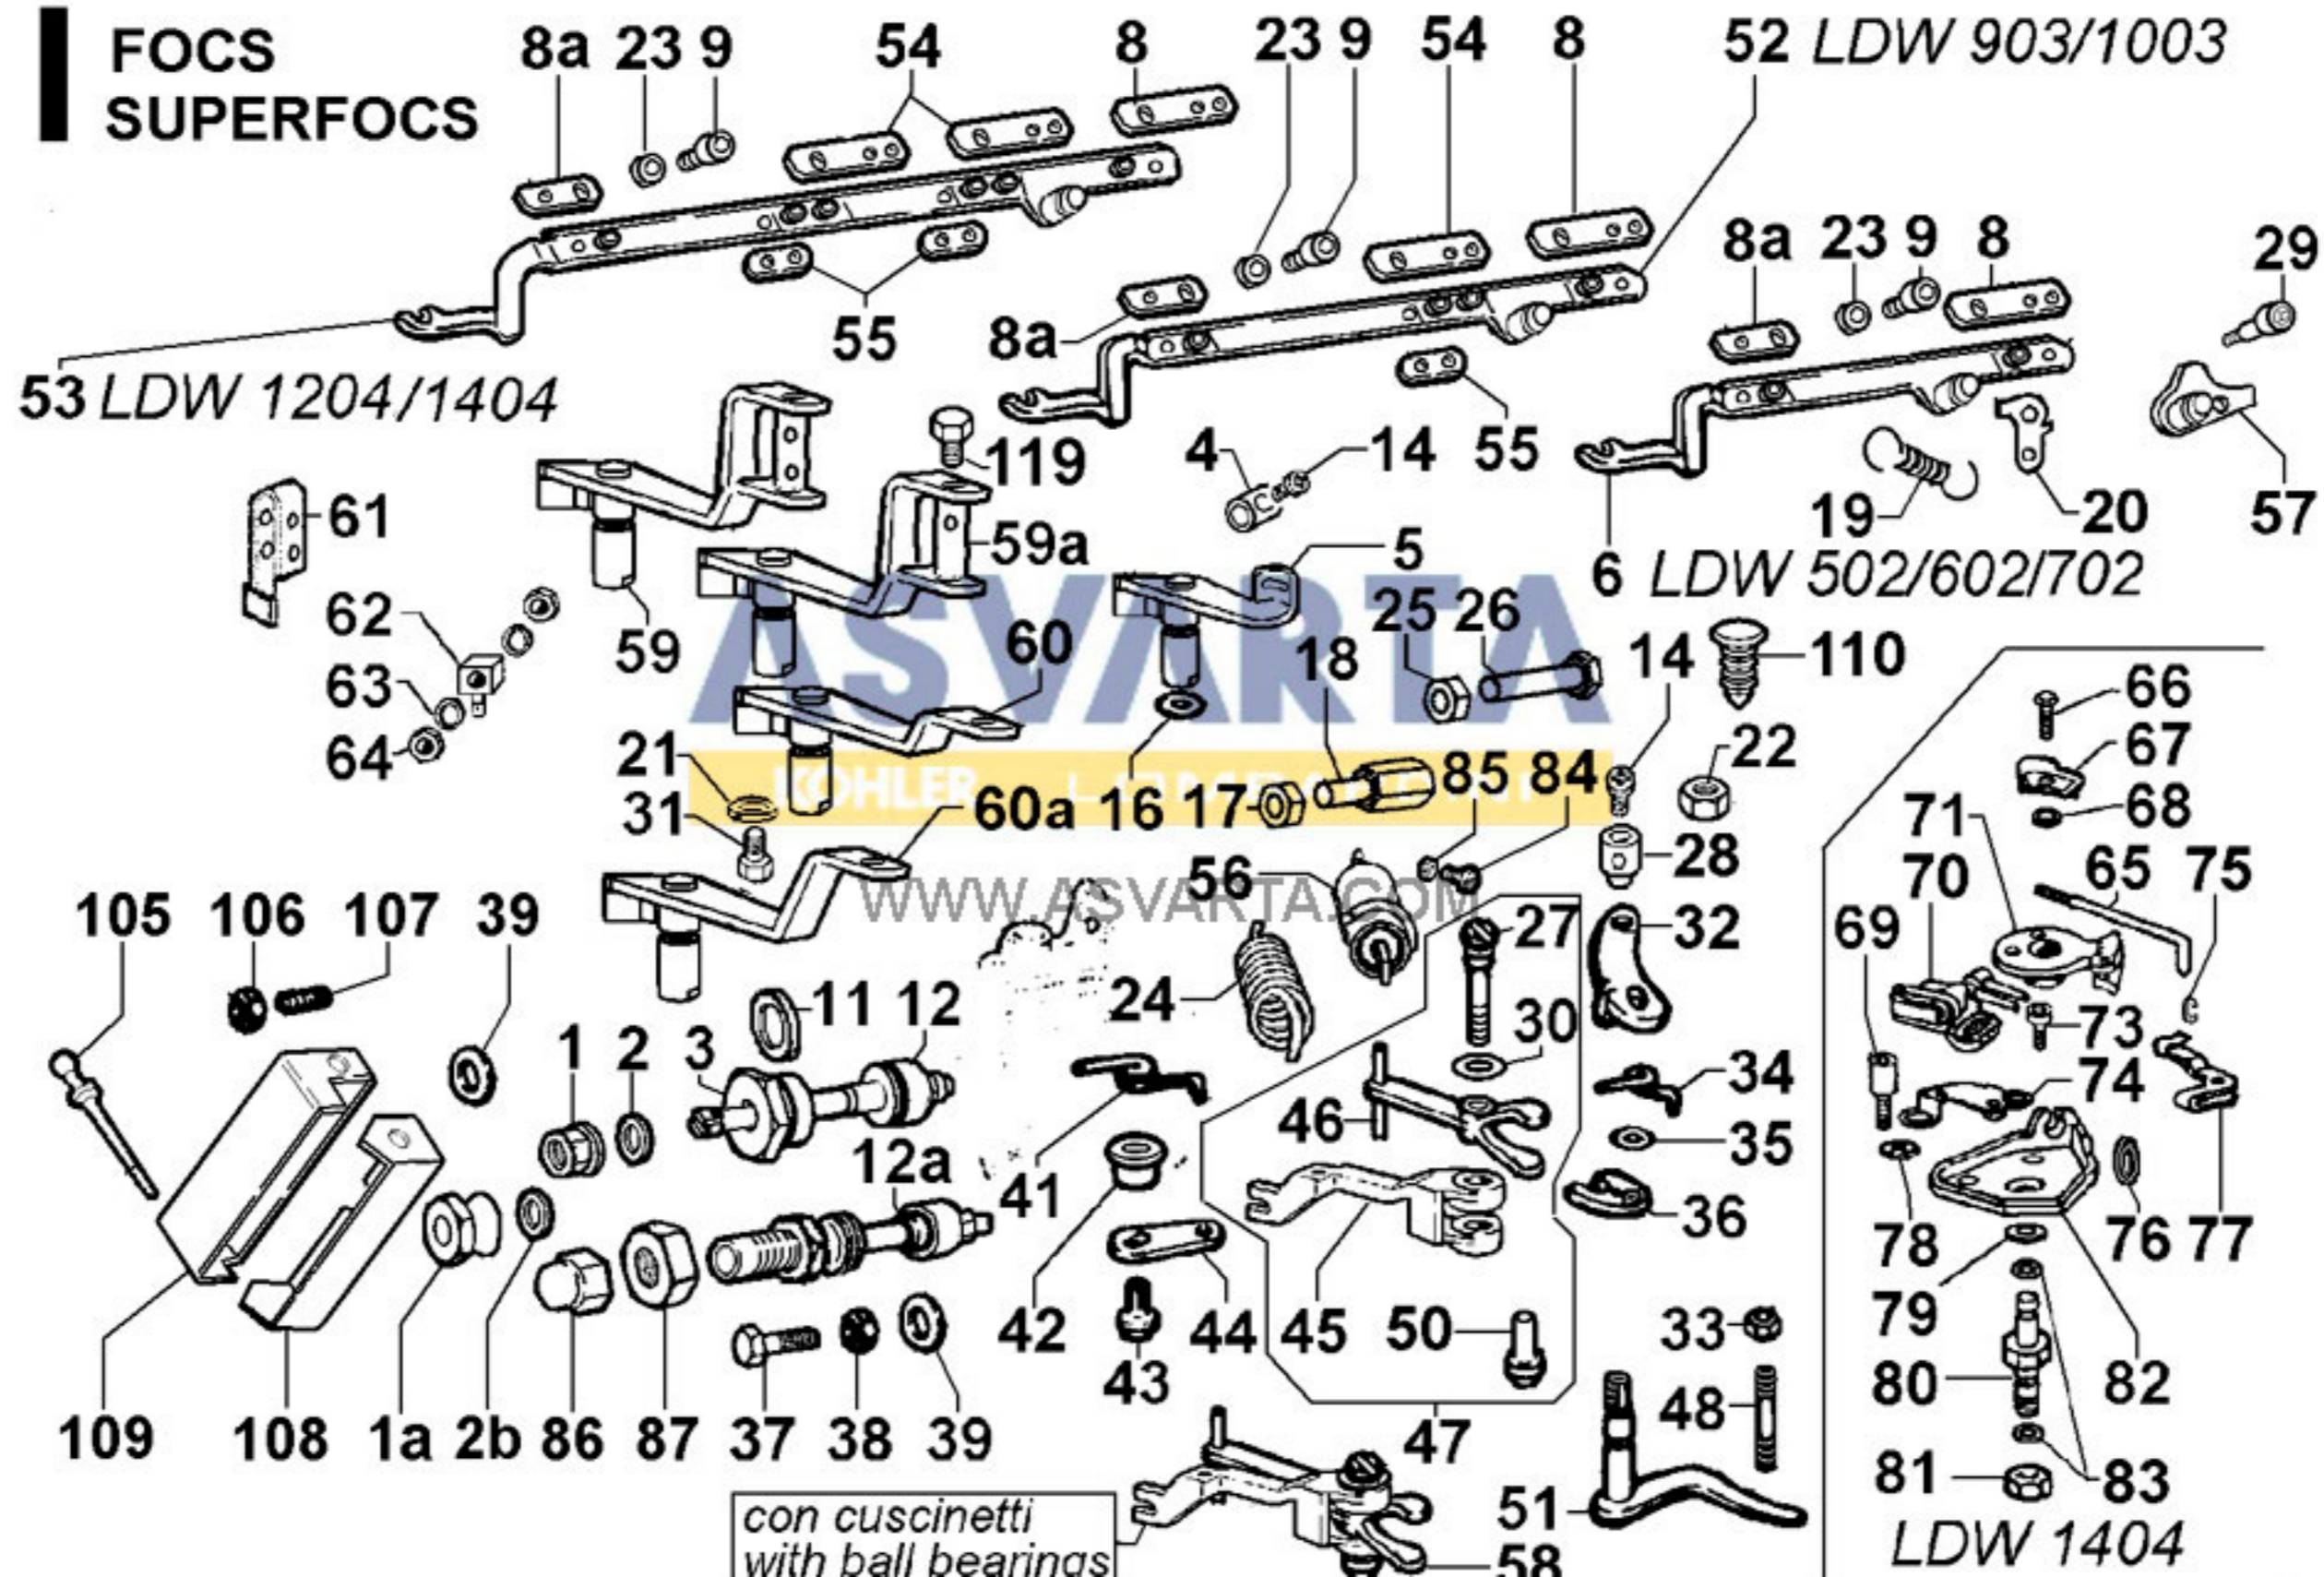 FOCS
SUPERFOCS
8a 23 9 54 8 23 9 54 8 52 LDW 903/1003
8a 23 9 8 29
55 8a
53 LDW 1204/1404
119 4 14 55
61 59a 5 19 20 57
6 LDW 502/602/702
ASVARTA
62 59 60 18 25 26 14 110
63 66
64 21 22 67
KOHLER
31 60a 16 17 85 84 71 68
56 28 70 65 75
WWW.ASVARTA.COM
105 106 107 39 27 32 69
11 12 24 30 73
1 2 3 34 74
46 35
12a 41 36
78 76 77
42 44 45 50 33 79
43 48 80 82
109 108 1a 2b 86 87 37 38 39 47
81 83
51
con cuscinetti
with ball bearings
58
LDW 1404